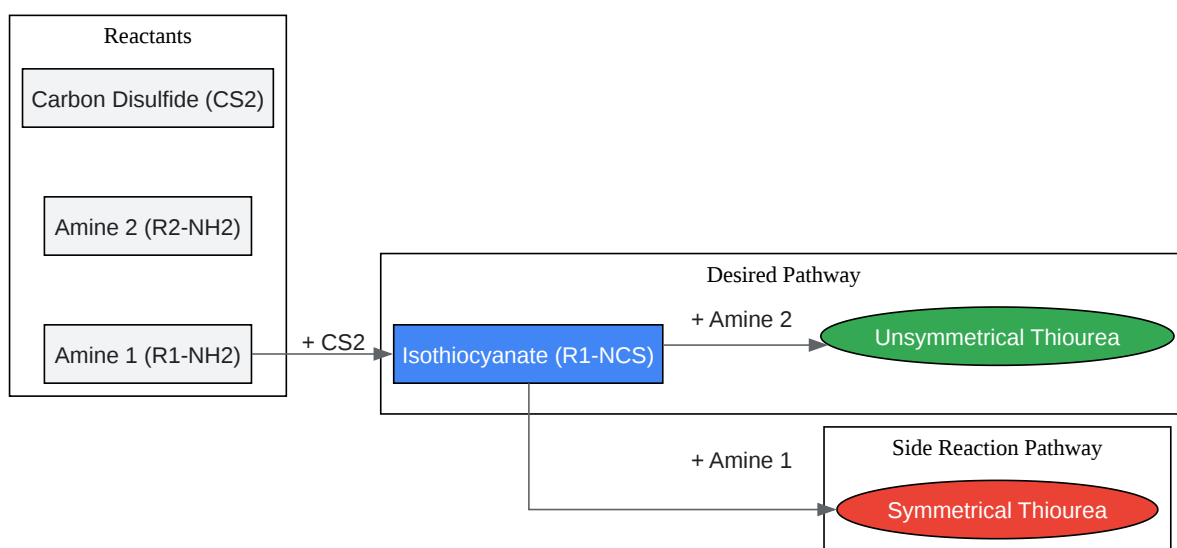 Reactants
Carbon Disulfide (CS2)
Amine 2 (R2-NH2)
Amine 1 (R1-NH2)
+ CS2
Desired Pathway
Isothiocyanate (R1-NCS)
+ Amine 2
Unsymmetrical Thiourea
+ Amine 1
Side Reaction Pathway
Symmetrical Thiourea